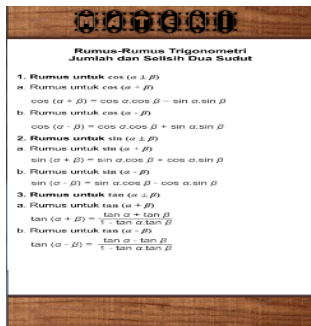 MATERI
Rumus-Rumus Trigonometri
Jumlah dan Selisih Dua Sudut
1. Rumus untuk cos (α ± β)
a. Rumus untuk cos (α + β)
cos (α + β) = cos α.cos β – sin α.sin β
b. Rumus untuk cos (α - β)
cos (α - β) = cos α.cos β + sin α.sin β
2. Rumus untuk sin (α ± β)
a. Rumus untuk sin (α + β)
sin (α + β) = sin α.cos β + cos α.sin β
b. Rumus untuk sin (α - β)
sin (α - β) = sin α.cos β - cos α.sin β
3. Rumus untuk tan (α ± β)
a. Rumus untuk tan (α + β)
tan (α + β) = tan α + tan β / 1 - tan α.tan β
b. Rumus untuk tan (α - β)
tan (α - β) = tan α - tan β / 1 - tan α.tan β